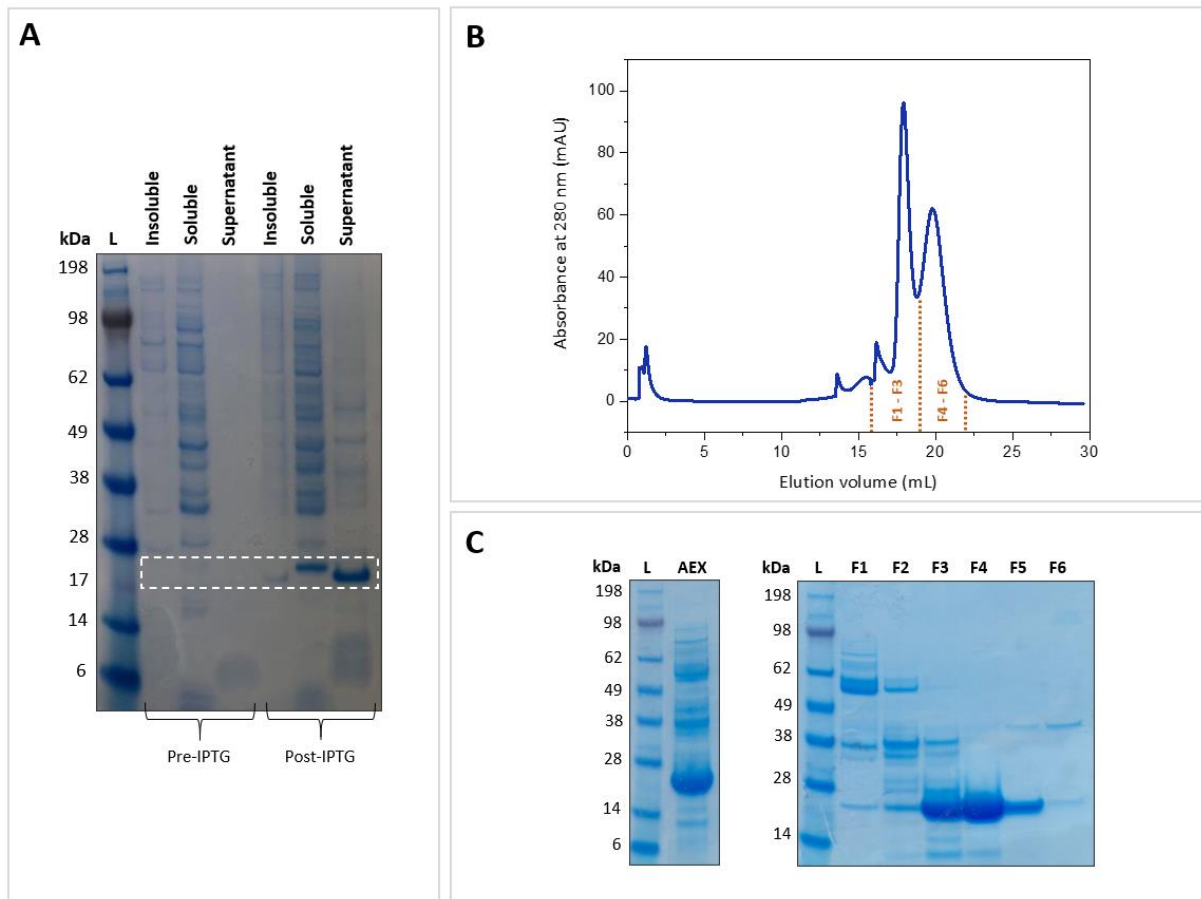 A
kDa
L
Insoluble
Soluble
Supernatant
Insoluble
Soluble
Supernatant
198
98
62
49
38
28
17
14
6
Pre-IPTG
Post-IPTG
B
Absorbance at 280 nm (mAU)
100
80
60
40
20
0
F1 - F3
F4 - F6
0 5 10 15 20 25 30
Elution volume (mL)
C
kDa L AEX
198
98
62
49
38
28
14
6
kDa L F1 F2 F3 F4 F5 F6
198
98
62
49
38
28
14